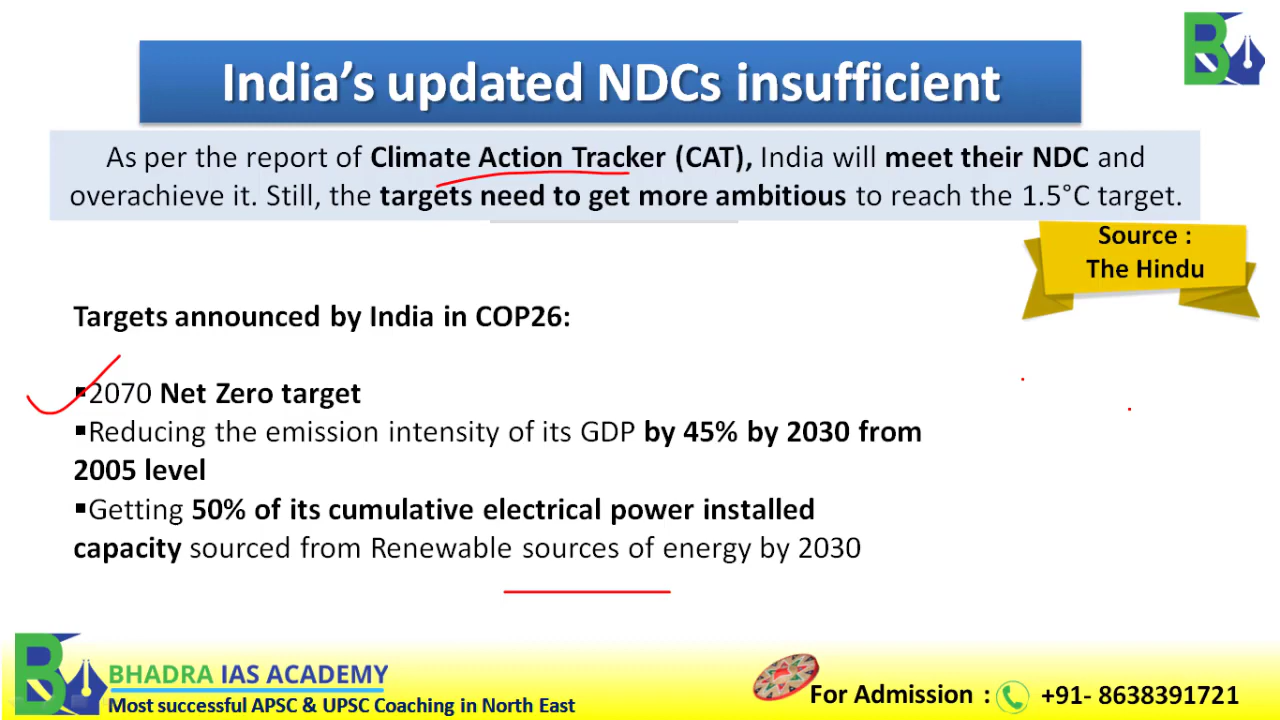 India's updated NDCs insufficient
As per the report of Climate Action Tracker (CAT), India will meet their NDC and
overachieve it. Still, the targets need to get more ambitious to reach the 1.5°C target.
Source :
The Hindu
Targets announced by India in COP26:
▪2070 Net Zero target
▪Reducing the emission intensity of its GDP by 45% by 2030 from
2005 level
▪Getting 50% of its cumulative electrical power installed
capacity sourced from Renewable sources of energy by 2030
BHADRA IAS ACADEMY
Most successful APSC & UPSC Coaching in North East
For Admission : +91- 8638391721